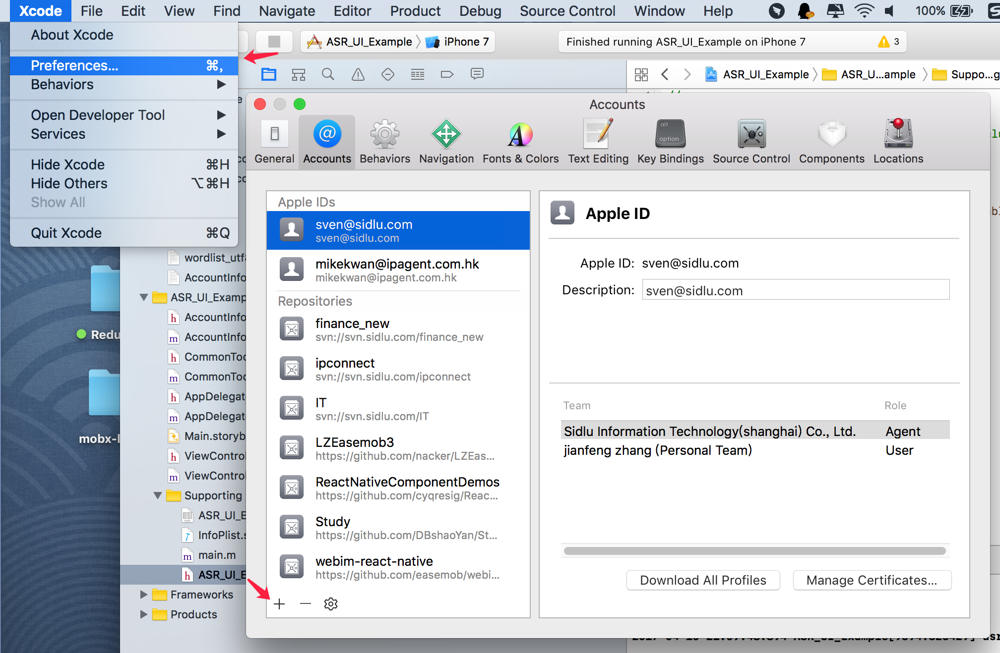 Xcode File Edit View Find Navigate Editor Product Debug Source Control Window Help 100%
About Xcode
Preferences... ⌘,
Behaviors
Open Developer Tool
Services
Hide Xcode ⌘H
Hide Others ⌥⌘H
Show All
Quit Xcode ⌘Q
ASR_UI_Example iPhone 7
Finished running ASR_UI_Example on iPhone 7 3
ASR_UI_Example ASR_U...ample Suppo...g
//
Accounts
General Accounts Behaviors Navigation Fonts & Colors Text Editing Key Bindings Source Control Components Locations
alt
option
Apple IDs
sven@sidlu.com
sven@sidlu.com
mikekwan@ipagent.com.hk
mikekwan@ipagent.com.hk
Repositories
finance_new
svn://svn.sidlu.com/finance_new
ipconnect
svn://svn.sidlu.com/ipconnect
IT
svn://svn.sidlu.com/IT
LZEasemob3
https://github.com/nacker/LZEas...
ReactNativeComponentDemos
https://github.com/cyqresig/Reac...
Study
https://github.com/DBshaoYan/St...
webim-react-native
https://github.com/easemob/webi...
Apple ID
Apple ID: sven@sidlu.com
Description: sven@sidlu.com
Team Role
Sidlu Information Technology(shanghai) Co., Ltd. Agent
jianfeng zhang (Personal Team) User
Download All Profiles Manage Certificates...
wordlist_utf8
AccountInfo
ASR_UI_Examp
h AccountInfo
m AccountInfo
h CommonToo
m CommonToo
h AppDelegat
m AppDelegat
Main.storyb
h ViewControl
m ViewControl
Supporting
PLIST ASR_UI_E
InfoPlist.s
m main.m
h ASR_UI_E
Frameworks
Products
Redu
mobx-l